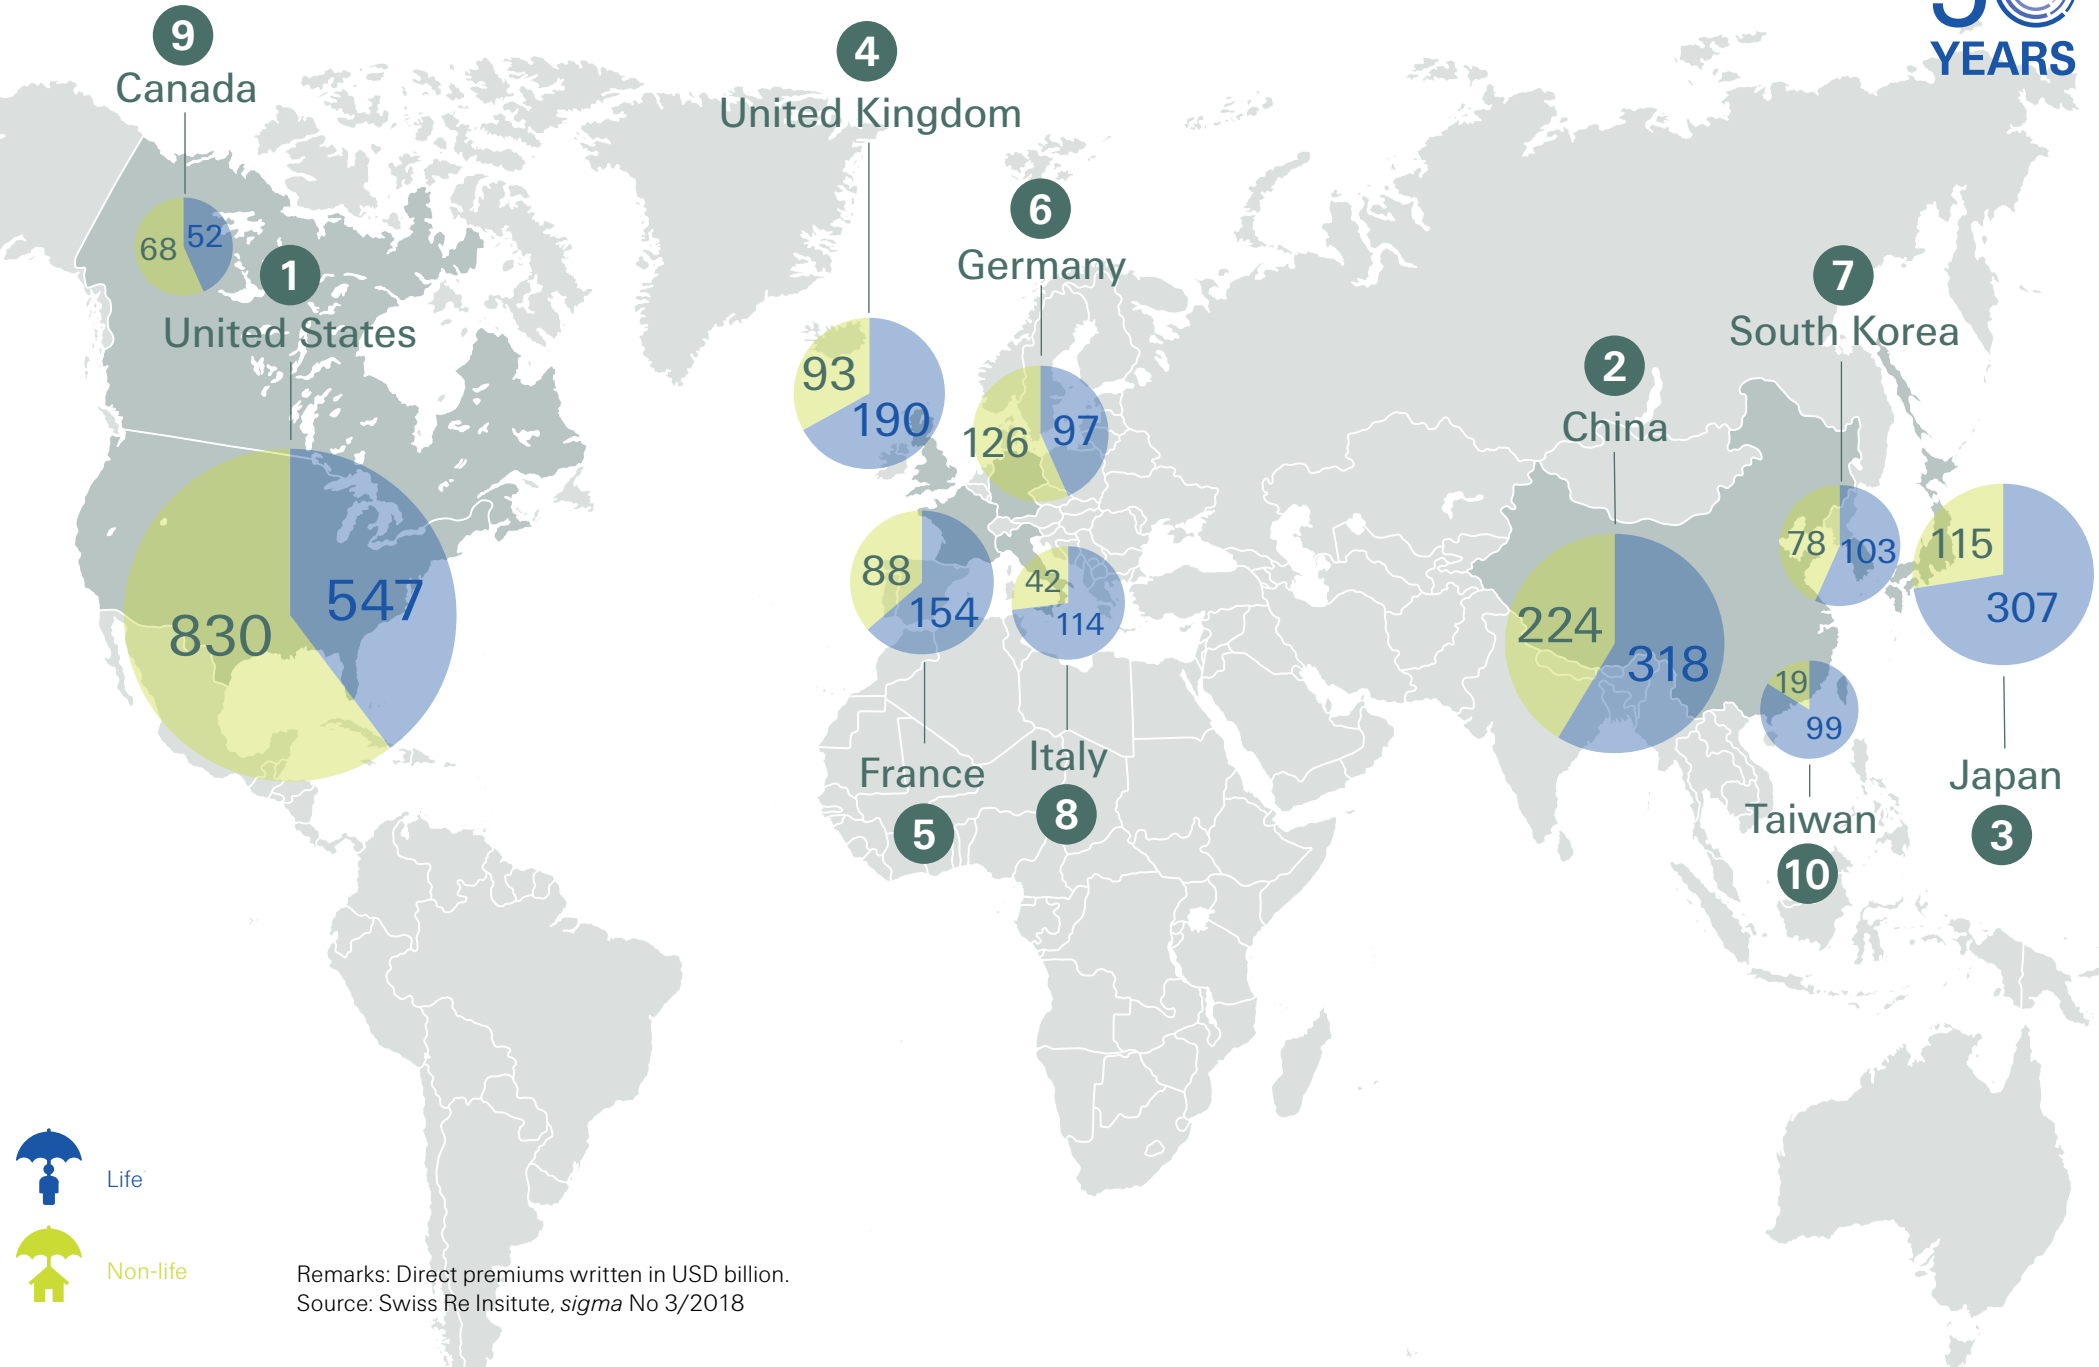 YEARS
9
Canada
4
United Kingdom
6
Germany
68
52
1
United States
7
South Korea
2
China
93
190
126
97
830
547
88
154
42
114
224
318
78
103
115
307
19
99
France
5
Italy
8
Taiwan
10
Japan
3
Life
Non-life
Remarks: Direct premiums written in USD billion.
Source: Swiss Re Insitute, sigma No 3/2018